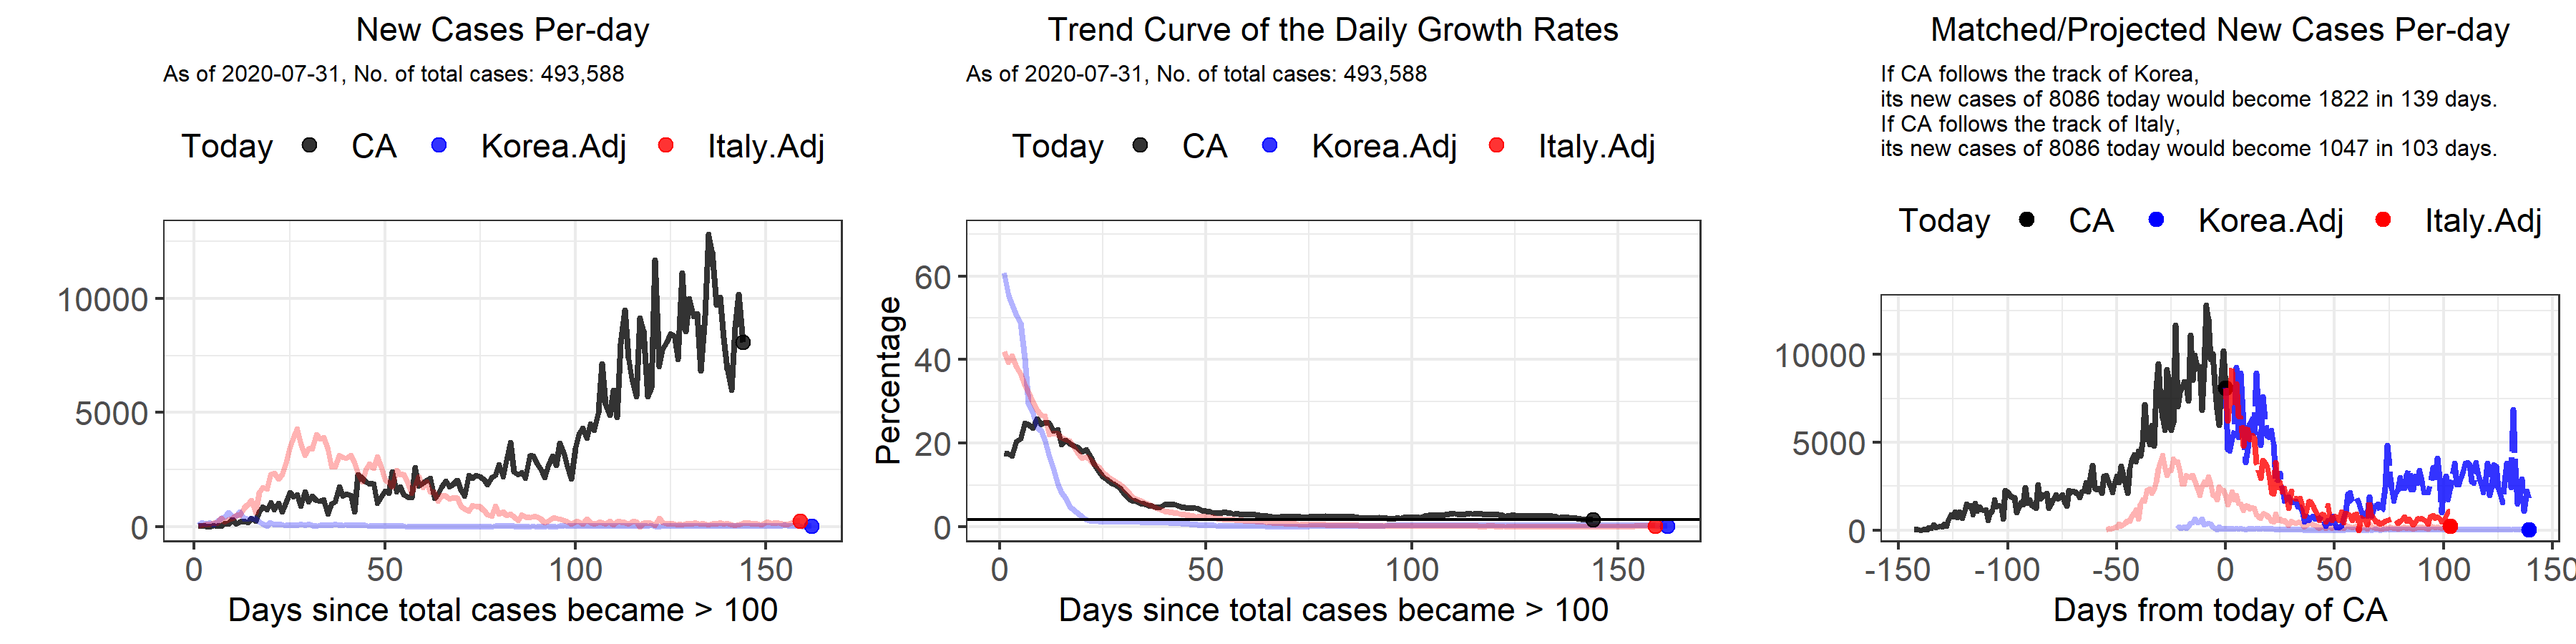 New Cases Per-day
As of 2020-07-31, No. of total cases: 493,588
Today CA Korea.Adj Italy.Adj
10000
5000
0
0 50 100 150
Days since total cases became > 100
Trend Curve of the Daily Growth Rates
As of 2020-07-31, No. of total cases: 493,588
Today CA Korea.Adj Italy.Adj
Percentage
60
40
20
0
0 50 100 150
Days since total cases became > 100
Matched/Projected New Cases Per-day
If CA follows the track of Korea,
its new cases of 8086 today would become 1822 in 139 days.
If CA follows the track of Italy,
its new cases of 8086 today would become 1047 in 103 days.
Today CA Korea.Adj Italy.Adj
10000
5000
0
-150 -100 -50 0 50 100 150
Days from today of CA